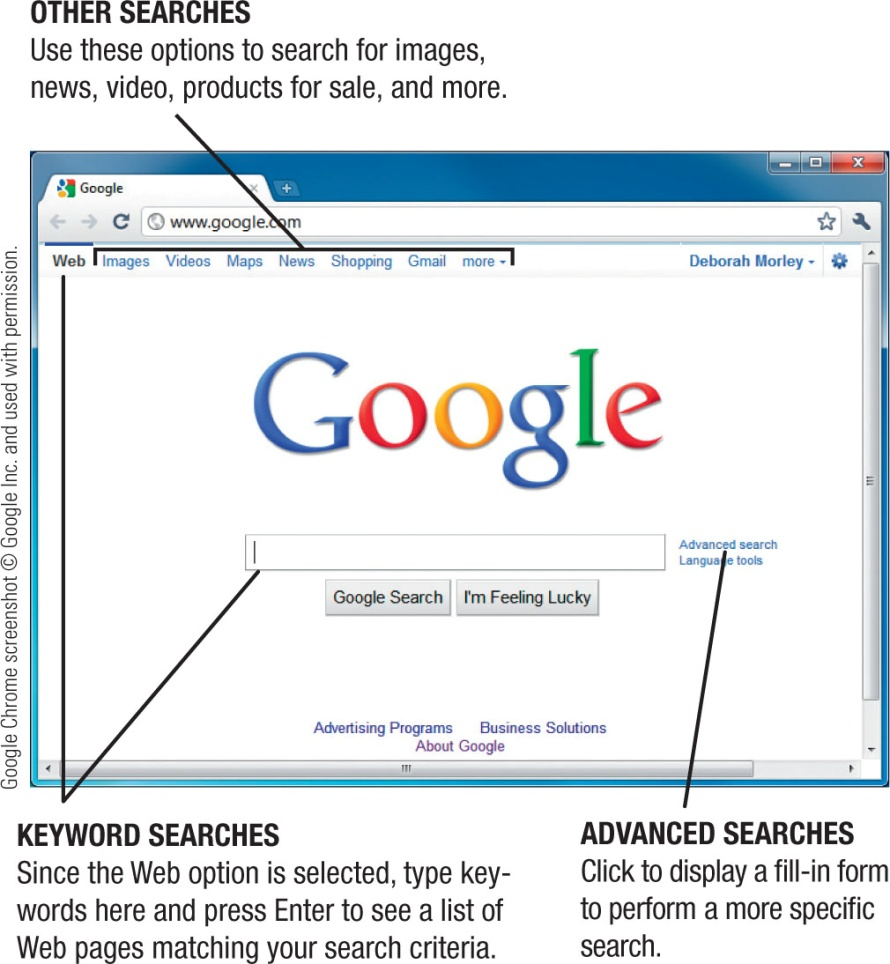 OTHER SEARCHES
Use these options to search for images,
news, video, products for sale, and more.
Google
www.google.com
Web Images Videos Maps News Shopping Gmail more
Deborah Morley
Google
Advanced search
Language tools
Google Search I'm Feeling Lucky
Advertising Programs Business Solutions
About Google
Google Chrome screenshot © Google Inc. and used with permission.
KEYWORD SEARCHES
Since the Web option is selected, type key-
words here and press Enter to see a list of
Web pages matching your search criteria.
ADVANCED SEARCHES
Click to display a fill-in form
to perform a more specific
search.